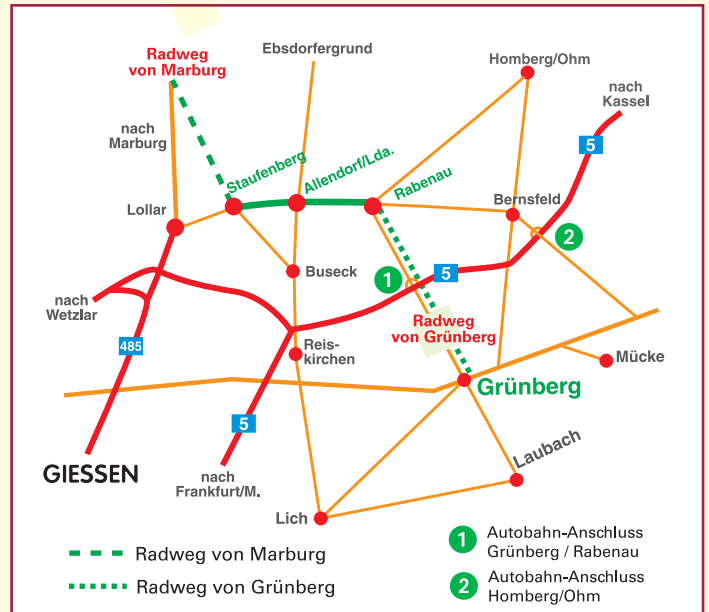 Radweg
von Marburg
Ebsdorfergrund
Homberg/Ohm
nach
Kassel
nach
Marburg
5
Staufenberg
Allendorf/Lda.
Rabenau
Lollar
Bernsfeld
2
Buseck
1
5
nach
Wetzlar
Radweg
von Grünberg
485
Reis-
kirchen
Mücke
Grünberg
5
GIESSEN
nach
Frankfurt/M.
Laubach
Lich
Radweg von Marburg
Radweg von Grünberg
1 Autobahn-Anschluss
Grünberg / Rabenau
2 Autobahn-Anschluss
Homberg/Ohm